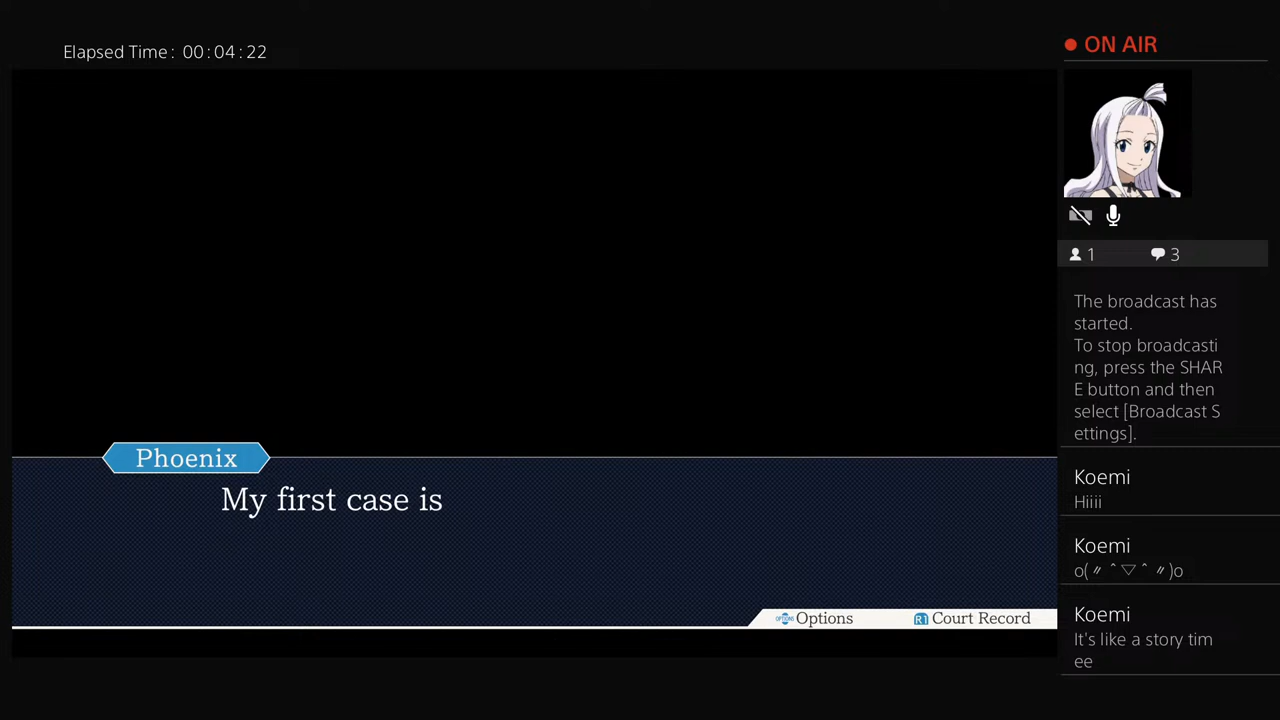 Elapsed Time: 00:04:22
ON AIR
1
3
The broadcast has
started.
To stop broadcasti
ng, press the SHAR
E button and then
select [Broadcast S
ettings].
Koemi
Hiiii
Koemi
o(〃＾▽＾〃)o
Koemi
It's like a story tim
ee
Phoenix
My first case is
OPTIONS Options
R1 Court Record